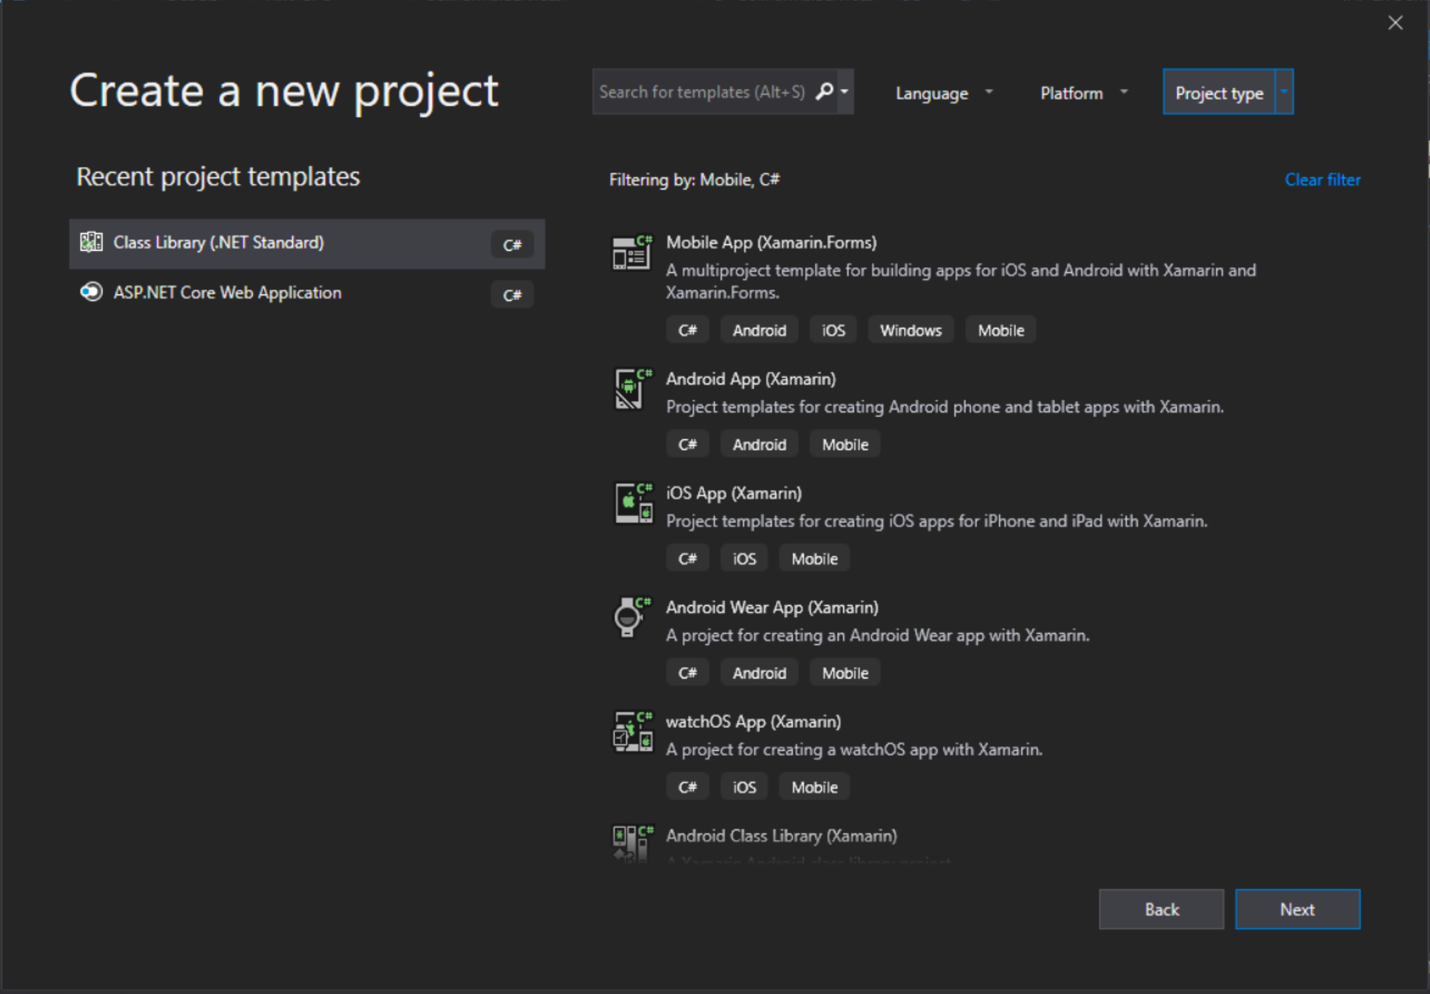 Create a new project
Search for templates (Alt+S)
Language
Platform
Project type
Recent project templates
Class Library (.NET Standard)
C#
ASP.NET Core Web Application
C#
Filtering by: Mobile, C#
Clear filter
Mobile App (Xamarin.Forms)
A multiproject template for building apps for iOS and Android with Xamarin and
Xamarin.Forms.
C# Android iOS Windows Mobile
Android App (Xamarin)
Project templates for creating Android phone and tablet apps with Xamarin.
C# Android Mobile
iOS App (Xamarin)
Project templates for creating iOS apps for iPhone and iPad with Xamarin.
C# iOS Mobile
Android Wear App (Xamarin)
A project for creating an Android Wear app with Xamarin.
C# Android Mobile
watchOS App (Xamarin)
A project for creating a watchOS app with Xamarin.
C# iOS Mobile
Android Class Library (Xamarin)
A Xamarin.Android class library project
Back
Next